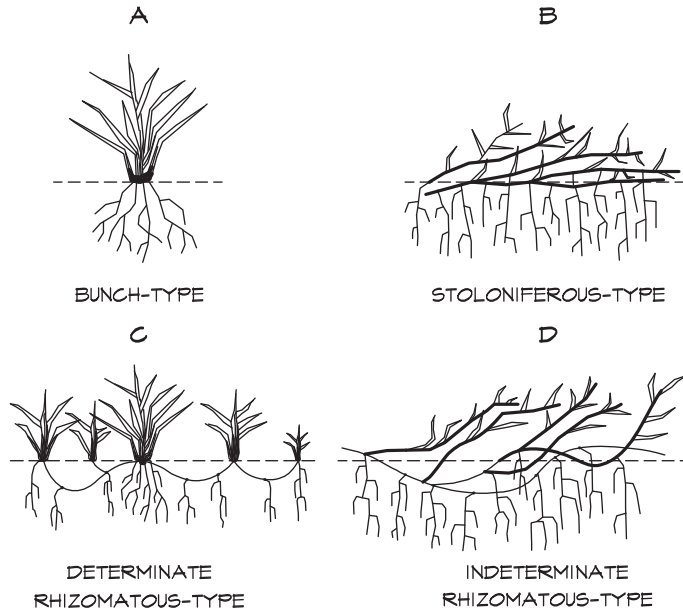 A
B
BUNCH-TYPE
STOLONIFEROUS-TYPE
C
D
DETERMINATE
RHIZOMATOUS-TYPE
INDETERMINATE
RHIZOMATOUS-TYPE